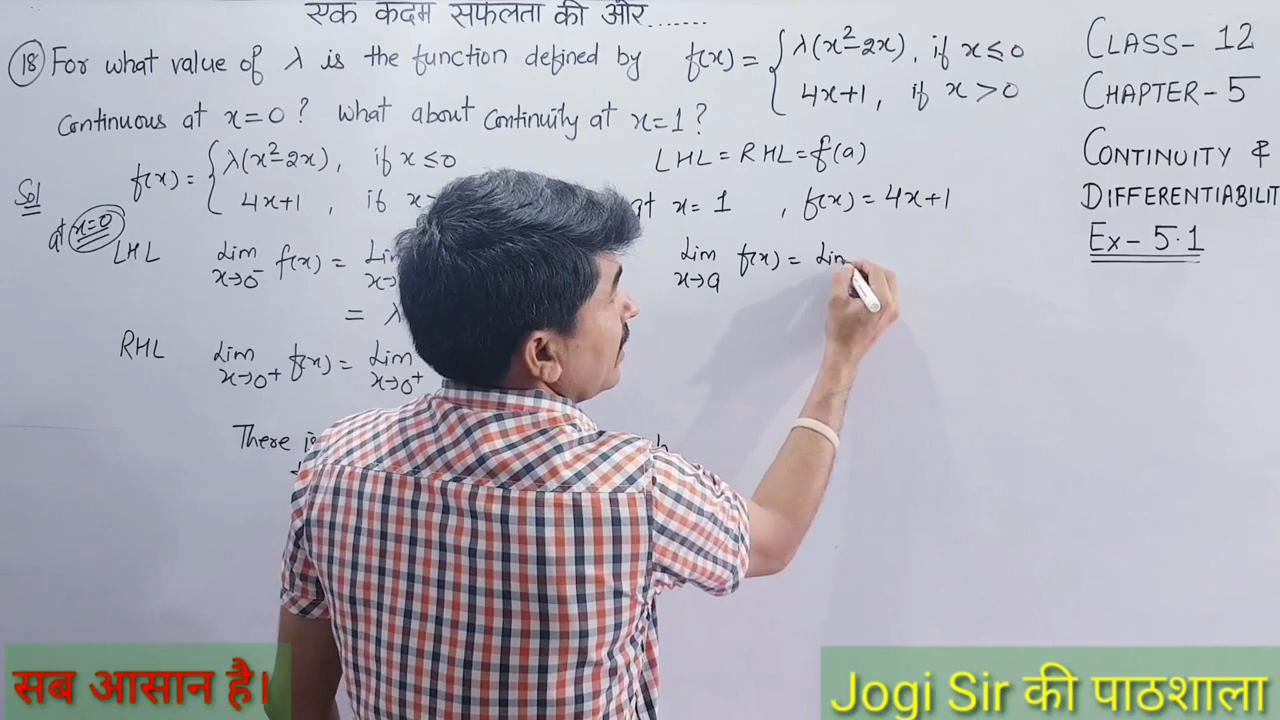 एक कदम सफलता की ओर.......
(18) For what value of λ is the function defined by f(x) = { λ(x²-2x), if x≤0
4x+1, if x>0
continuous at x=0? What about continuity at x=1?
Sol f(x) = { λ(x²-2x), if x≤0
4x+1, if x
at x=0
LHL Lim x→0⁻ f(x) =
= λ
RHL Lim x→0⁺ f(x) = Lim x→0⁺
There
LHL = RHL = f(a)
at x=1, f(x) = 4x+1
Lim x→a f(x) = Lim
CLASS- 12
CHAPTER- 5
CONTINUITY &
DIFFERENTIABILIT
Ex- 5.1
सब आसान है।
Jogi Sir की पाठशाला